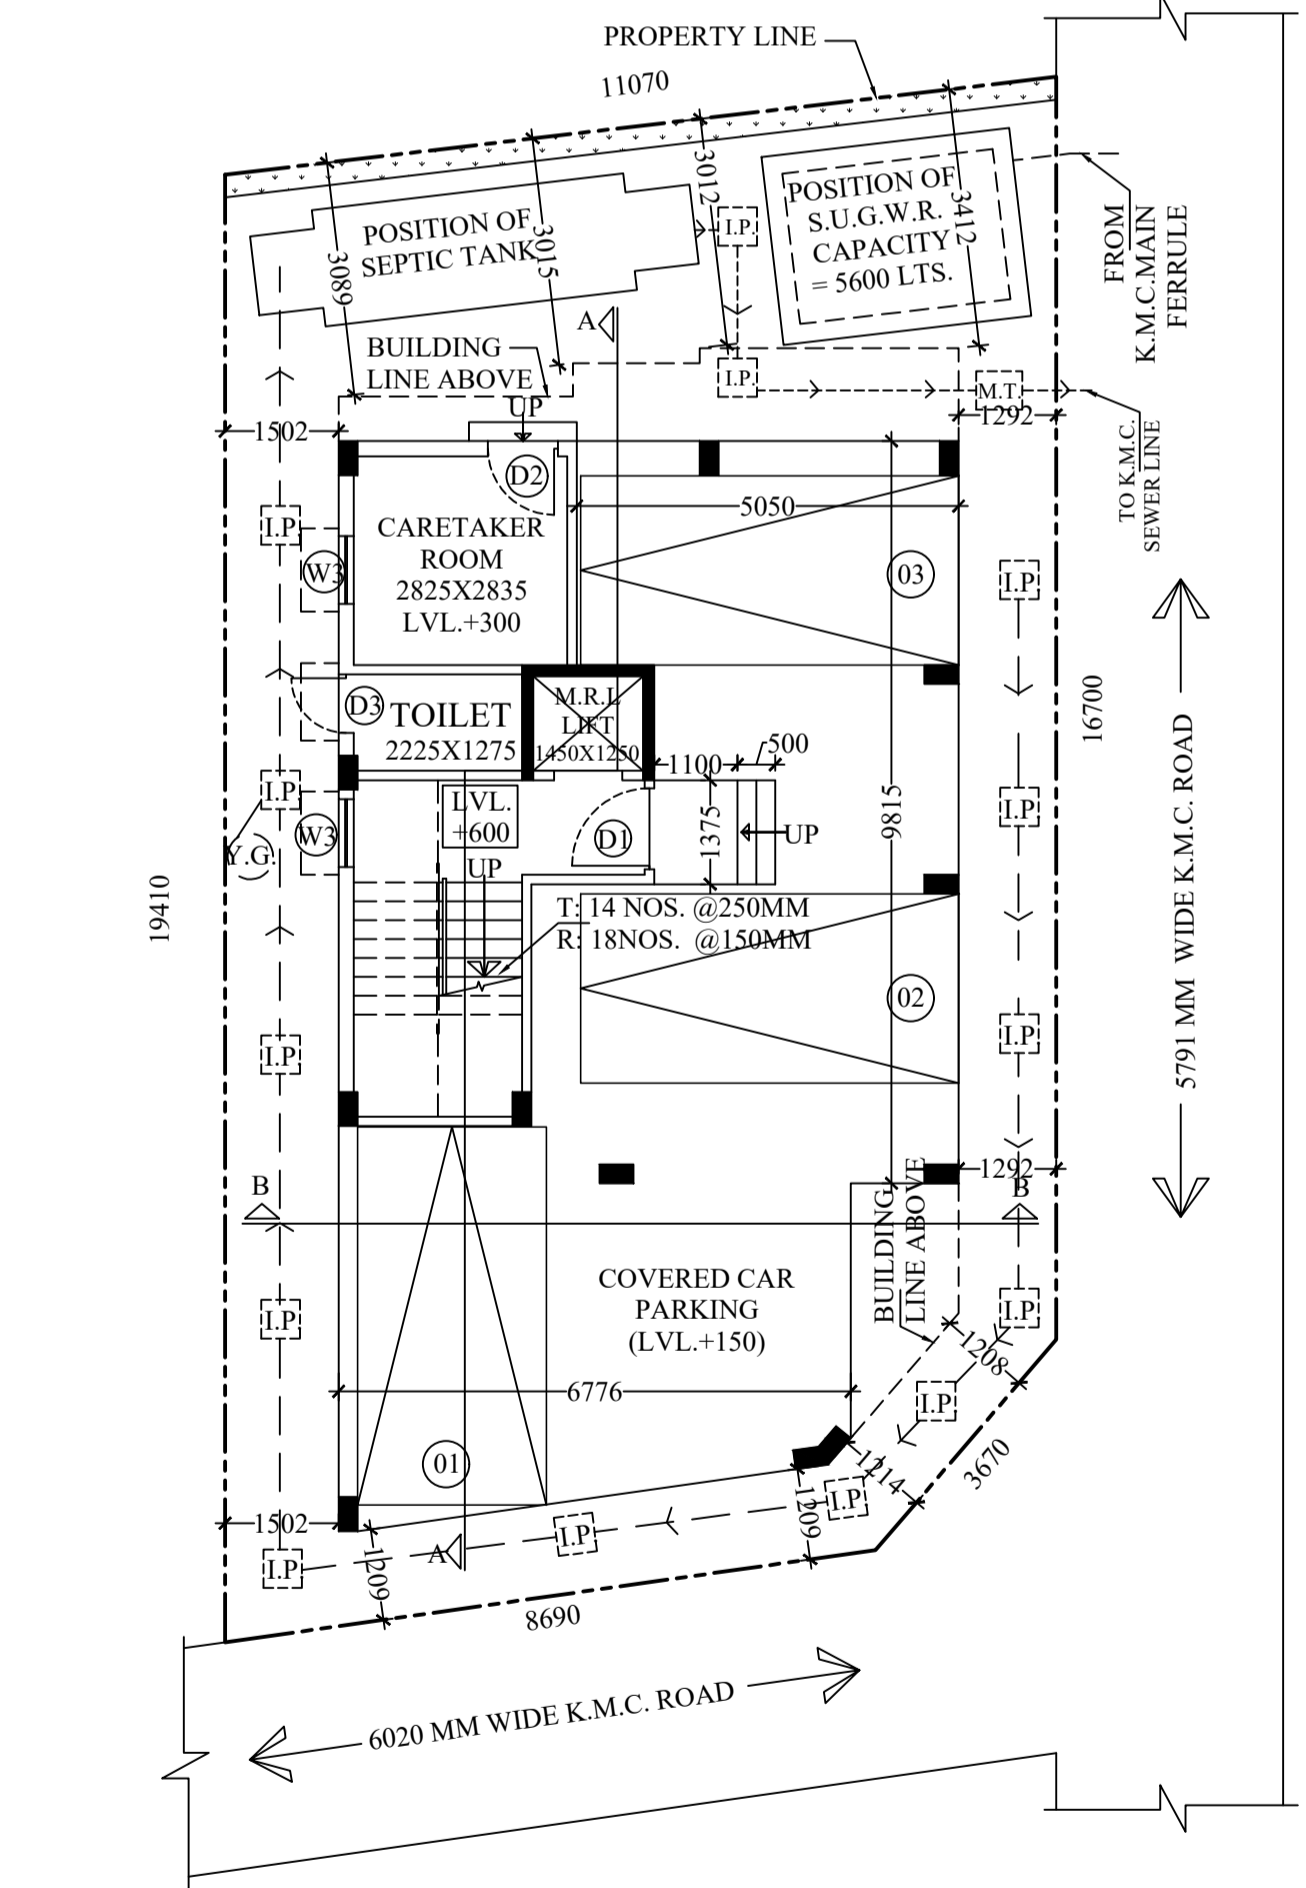 PROPERTY LINE
11070
3089
3015
3012
3412
POSITION OF
SEPTIC TANK
I.P.
POSITION OF
S.U.G.W.R.
CAPACITY
= 5600 LTS.
FROM
K.M.C.MAIN
FERRULE
A
BUILDING
LINE ABOVE
I.P.
M.T.
UP
1502
1292
TO K.M.C.
SEWER LINE
D2
5050
I.P.
CARETAKER
ROOM
2825X2835
LVL.+300
W3
03
I.P.
16700
D3
TOILET
2225X1275
M.R.L
LIFT
1450X1250
1100
500
I.P.
I.P.
W3
LVL.
+600
D1
1375
UP
9815
5791 MM WIDE K.M.C. ROAD
Y.G.
UP
19410
T: 14 NOS. @250MM
R: 18NOS. @150MM
02
I.P.
I.P.
1292
B
B
BUILDING
LINE ABOVE
COVERED CAR
PARKING
(LVL.+150)
I.P.
I.P.
1208
6776
I.P.
01
1214
3670
1502
1209
I.P.
I.P.
A
I.P.
1209
8690
6020 MM WIDE K.M.C. ROAD